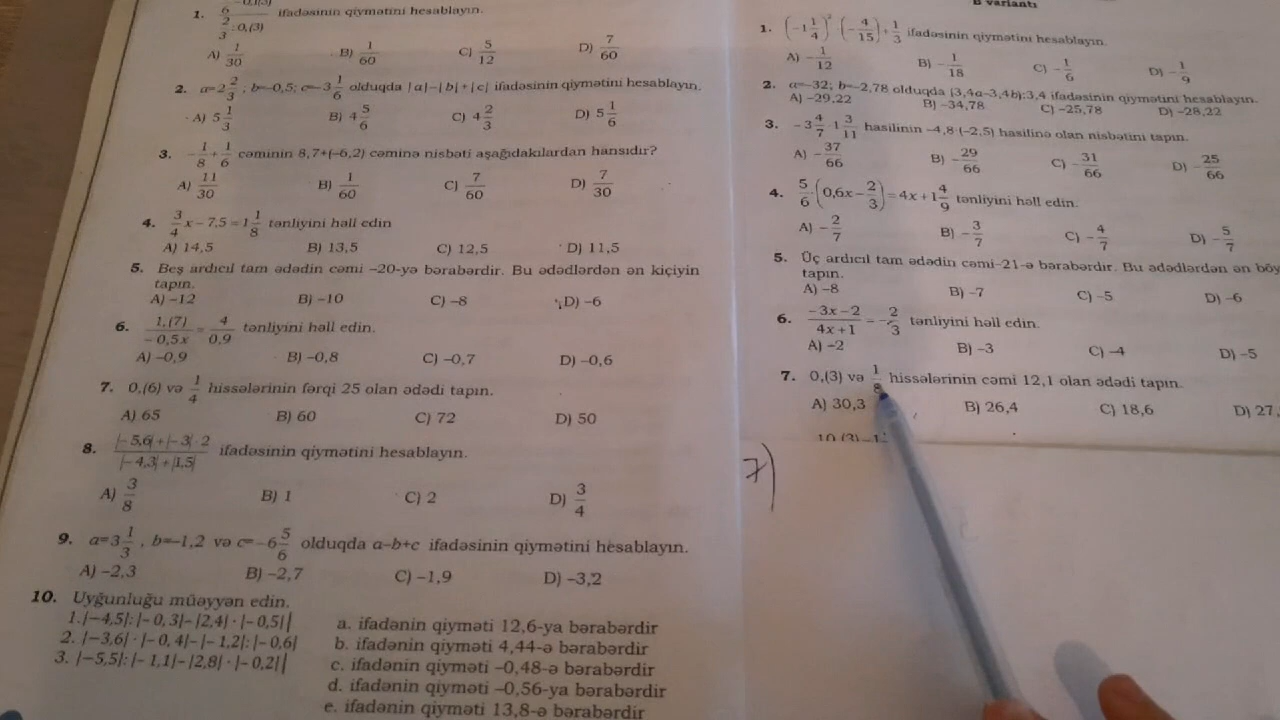 1. 6 / 2/3 : 0,(3) ifadəsinin qiymətini hesablayın.
A) 1/30 B) 1/60 C) 5/12 D) 7/60
2. a=2 2/3 ; b=-0,5; c=-3 1/6 olduqda |a|-|b|+|c| ifadəsinin qiymətini hesablayın.
A) 5 1/3 B) 4 5/6 C) 4 2/3 D) 5 1/6
3. -1/8 + 1/6 cəminin 8,7+(-6,2) cəminə nisbəti aşağıdakılardan hansıdır?
A) 11/30 B) 1/60 C) 7/60 D) 7/30
4. 3/4 x - 7,5 = 1 1/8 tənliyini həll edin
A) 14,5 B) 13,5 C) 12,5 D) 11,5
5. Beş ardıcıl tam ədədin cəmi -20-yə bərabərdir. Bu ədədlərdən ən kiçiyin
tapın.
A) -12 B) -10 C) -8 D) -6
6. 1,(7) / -0,5x = 4 / 0,9 tənliyini həll edin.
A) -0,9 B) -0,8 C) -0,7 D) -0,6
7. 0,(6) və 1/4 hissələrinin fərqi 25 olan ədədi tapın.
A) 65 B) 60 C) 72 D) 50
8. |-5,6|+|-3|·2 / |-4,3|+|1,5| ifadəsinin qiymətini hesablayın.
A) 3/8 B) 1 C) 2 D) 3/4
9. a=3 1/3 , b=-1,2 və c=-6 5/6 olduqda a-b+c ifadəsinin qiymətini hesablayın.
A) -2,3 B) -2,7 C) -1,9 D) -3,2
10. Uyğunluğu müəyyən edin.
1.|-4,5|:|-0,3|-|2,4|·|-0,5||
2. |-3,6|·|-0,4|-|-1,2|:|-0,6|
3. |-5,5|:|-1,1|-|2,8|·|-0,2||
a. ifadənin qiyməti 12,6-ya bərabərdir
b. ifadənin qiyməti 4,44-ə bərabərdir
c. ifadənin qiyməti -0,48-ə bərabərdir
d. ifadənin qiyməti -0,56-ya bərabərdir
e. ifadənin qiyməti 13,8-ə bərabərdir
B variantı
1. (-1 1/4)² · (-4/15) + 1/3 ifadəsinin qiymətini hesablayın.
A) -1/12 B) -1/18 C) -1/6 D) -1/9
2. a=-32; b=-2,78 olduqda (3,4a-3,4b):3,4 ifadəsinin qiymətini hesablayın.
A) -29,22 B) -34,78 C) -25,78 D) -28,22
3. -3 4/7 · 1 3/11 hasilinin -4,8·(-2,5) hasilinə olan nisbətini tapın.
A) -37/66 B) -29/66 C) -31/66 D) -25/66
4. 5/6 · (0,6x - 2/3) = 4x + 1 4/9 tənliyini həll edin.
A) -2/7 B) -3/7 C) -4/7 D) -5/7
5. Üç ardıcıl tam ədədin cəmi-21-ə bərabərdir. Bu ədədlərdən ən böy
tapın.
A) -8 B) -7 C) -5 D) -6
6. -3x-2 / 4x+1 = -2/3 tənliyini həll edin.
A) -2 B) -3 C) -4 D) -5
7. 0,(3) və 1/8 hissələrinin cəmi 12,1 olan ədədi tapın.
A) 30,3 B) 26,4 C) 18,6 D) 27,
7)